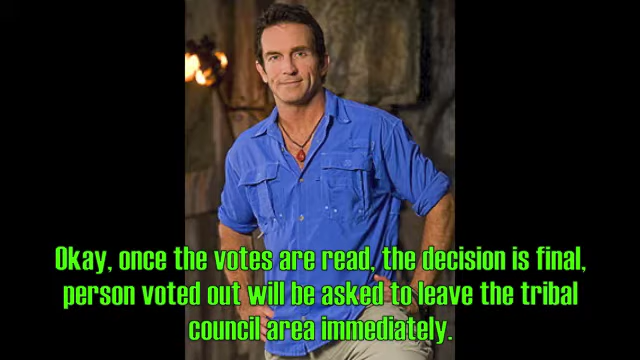 Okay, once the votes are read, the decision is final,
person voted out will be asked to leave the tribal
council area immediately.